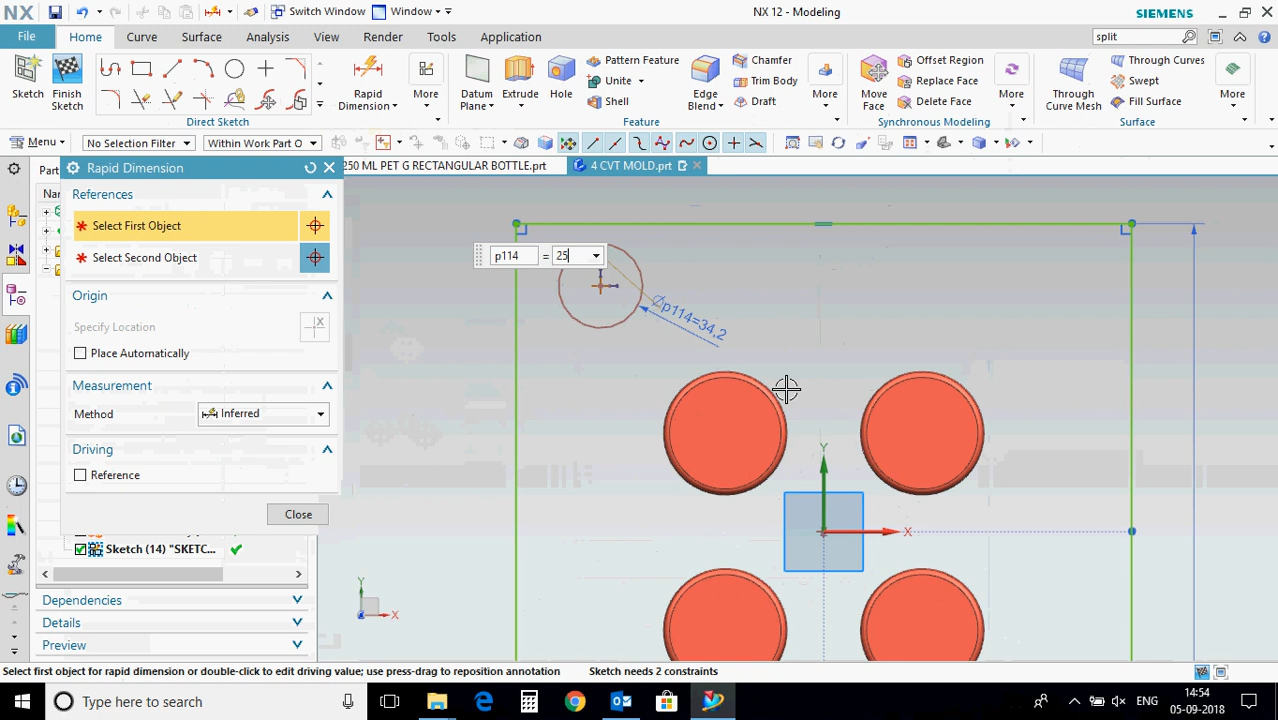 NX
Switch Window
Window
NX 12 - Modeling
SIEMENS
File
Home
Curve
Surface
Analysis
View
Render
Tools
Application
split
Sketch
Finish Sketch
Rapid Dimension
More
Direct Sketch
Datum Plane
Extrude
Hole
Pattern Feature
Unite
Shell
Edge Blend
Chamfer
Trim Body
Draft
More
Feature
Move Face
Offset Region
Replace Face
Delete Face
More
Synchronous Modeling
Through Curve Mesh
Through Curves
Swept
Fill Surface
More
Surface
Menu
No Selection Filter
Within Work Part O
Part
Na
Rapid Dimension
250 ML PET G RECTANGULAR BOTTLE.prt
4 CVT MOLD.prt
References
* Select First Object
* Select Second Object
Origin
Specify Location
Place Automatically
Measurement
Method
Inferred
Driving
Reference
Close
p114 = 25
Øp114=34,2
Y
X
Sketch (14) "SKETC...
Y
X
Dependencies
Details
Preview
Select first object for rapid dimension or double-click to edit driving value; use press-drag to reposition annotation
Sketch needs 2 constraints
Type here to search
ENG
14:54
05-09-2018